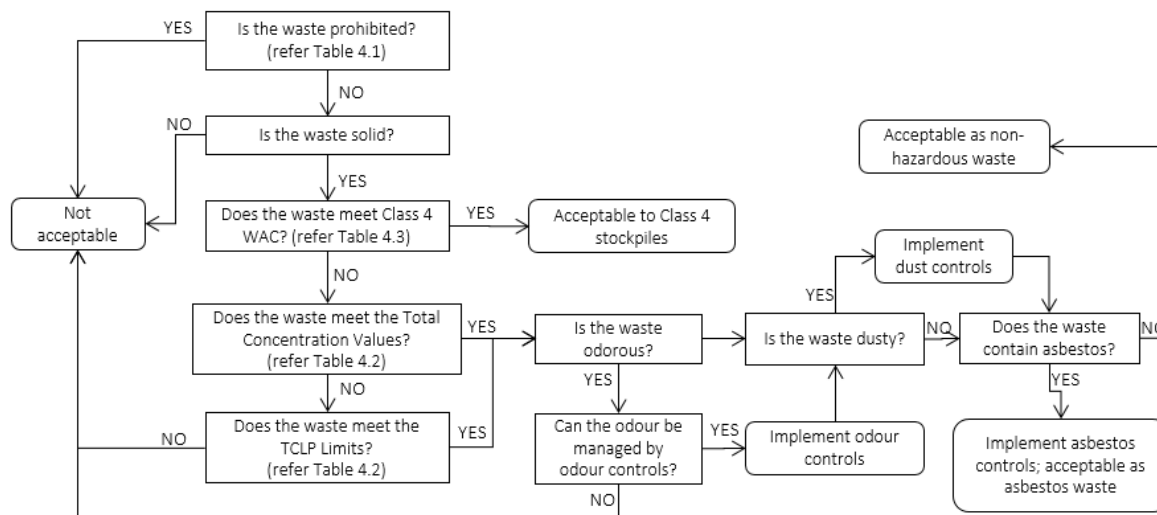 YES
Is the waste prohibited?
(refer Table 4.1)
NO
NO
Is the waste solid?
Acceptable as non-
hazardous waste
YES
Not
acceptable
Does the waste meet Class 4
WAC? (refer Table 4.3)
YES
Acceptable to Class 4
stockpiles
Implement
dust controls
NO
YES
Does the waste meet the Total
Concentration Values?
(refer Table 4.2)
YES
Is the waste
odorous?
Is the waste dusty?
NO
Does the waste
contain asbestos?
NO
NO
YES
YES
NO
Does the waste meet the
TCLP Limits?
(refer Table 4.2)
YES
Can the odour be
managed by
odour controls?
YES
Implement odour
controls
Implement asbestos
controls; acceptable as
asbestos waste
NO